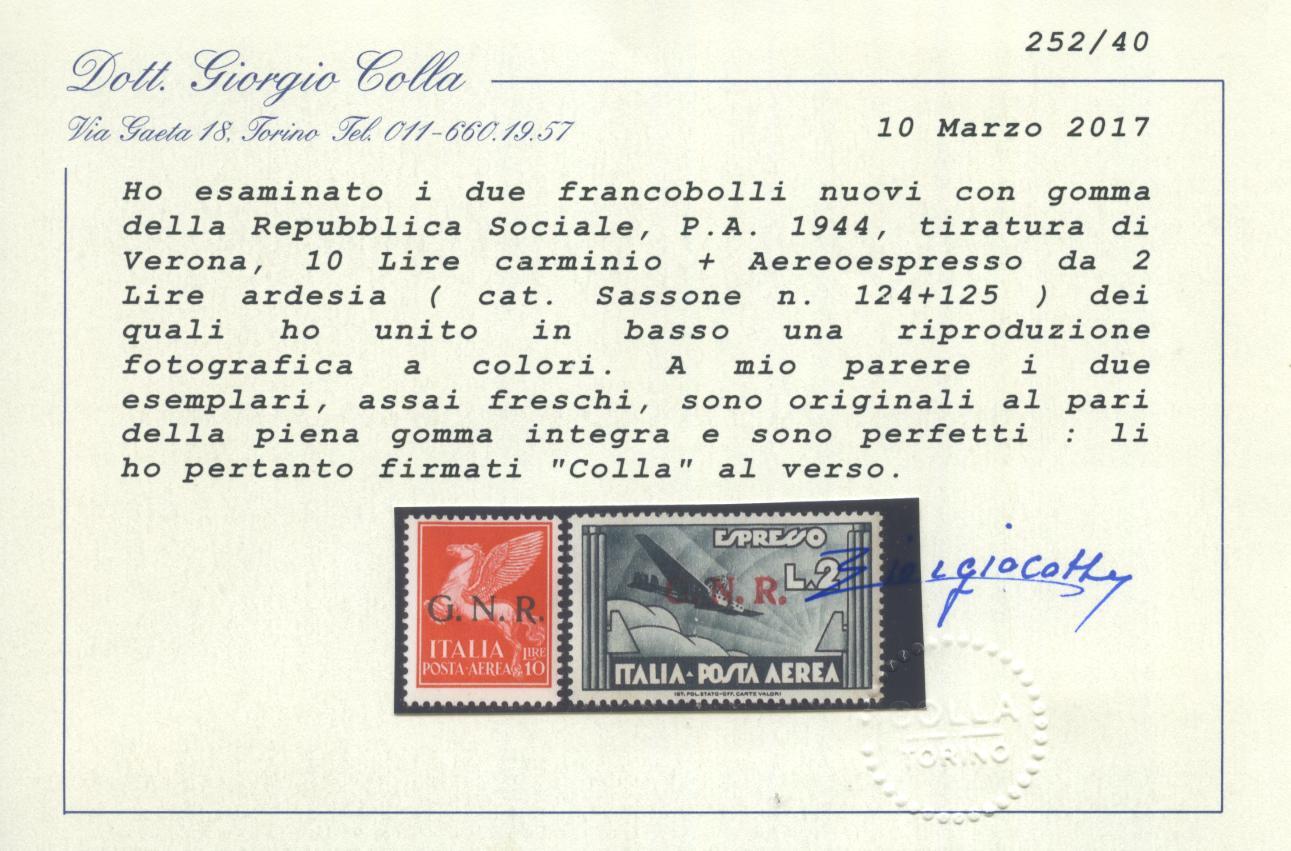 252/40
Dott. Giorgio Colla
Via Gaeta 18, Torino Tel. 011-660.19.57
10 Marzo 2017
Ho esaminato i due francobolli nuovi con gomma
della Repubblica Sociale, P.A. 1944, tiratura di
Verona, 10 Lire carminio + Aereoespresso da 2
Lire ardesia ( cat. Sassone n. 124+125 ) dei
quali ho unito in basso una riproduzione
fotografica a colori. A mio parere i due
esemplari, assai freschi, sono originali al pari
della piena gomma integra e sono perfetti : li
ho pertanto firmati "Colla" al verso.
G.N.R.
ITALIA
LIRE
POSTA-AEREA 10
ESPRESSO
L.2
G.N.R.
ITALIA-POSTA AEREA
IST. POL. STATO-OFF. CARTE VALORI
Giorgio Colla
COLLA
TORINO